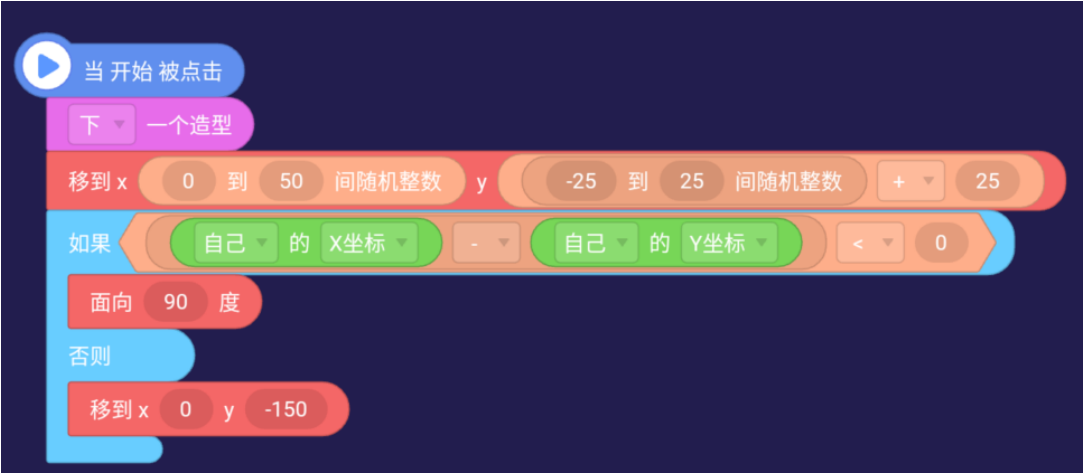 当 开始 被点击
下 一个造型
移到 x 0 到 50 间随机整数 y -25 到 25 间随机整数 + 25
如果 自己 的 X坐标 - 自己 的 Y坐标 < 0
面向 90 度
否则
移到 x 0 y -150